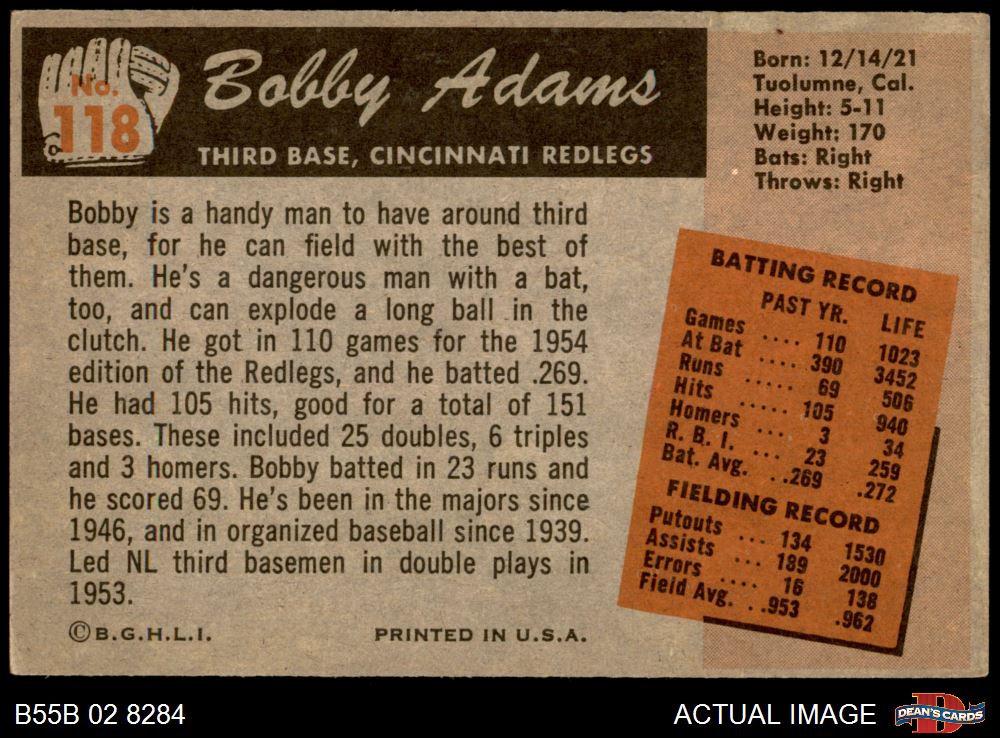 No.
118
Bobby Adams
THIRD BASE, CINCINNATI REDLEGS
Born: 12/14/21
Tuolumne, Cal.
Height: 5-11
Weight: 170
Bats: Right
Throws: Right
Bobby is a handy man to have around third
base, for he can field with the best of
them. He's a dangerous man with a bat,
too, and can explode a long ball in the
clutch. He got in 110 games for the 1954
edition of the Redlegs, and he batted .269.
He had 105 hits, good for a total of 151
bases. These included 25 doubles, 6 triples
and 3 homers. Bobby batted in 23 runs and
he scored 69. He's been in the majors since
1946, and in organized baseball since 1939.
Led NL third basemen in double plays in
1953.
©B.G.H.L.I. PRINTED IN U.S.A.
BATTING RECORD
PAST YR. LIFE
Games .... 110 1023
At Bat .... 390 3452
Runs ..... 69 506
Hits ..... 105 940
Homers ... 3 34
R. B. I. ... 23 259
Bat. Avg. ..269 .272
FIELDING RECORD
Putouts ... 134 1530
Assists ... 189 2000
Errors .... 16 138
Field Avg. ..953 .962
B55B 02 8284 ACTUAL IMAGE DEAN'S CARDS